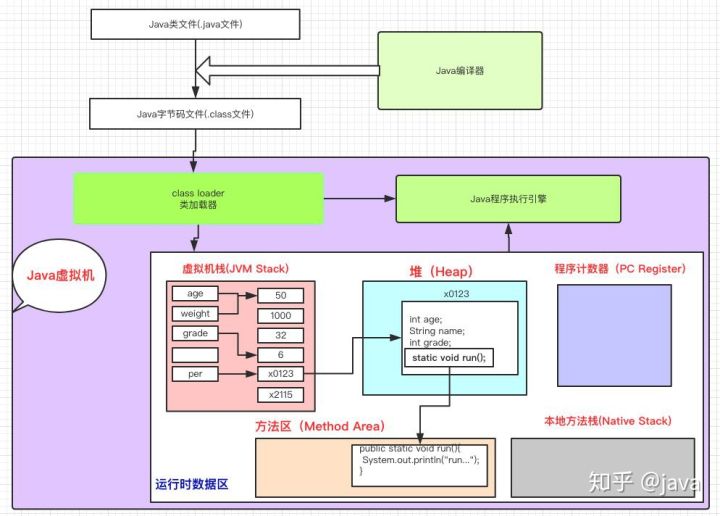 Java类文件(.java文件)
Java编译器
Java字节码文件(.class文件)
class loader
类加载器
Java程序执行引擎
Java虚拟机
虚拟机栈(JVM Stack)
age
weight
grade
per
50
1000
32
6
x0123
x2115
堆（Heap）
x0123
int age;
String name;
int grade;
static void run();
程序计数器（PC Register）
方法区（Method Area）
public static void run(){
System.out.println("run...");
}
本地方法栈(Native Stack)
运行时数据区
知乎 @java